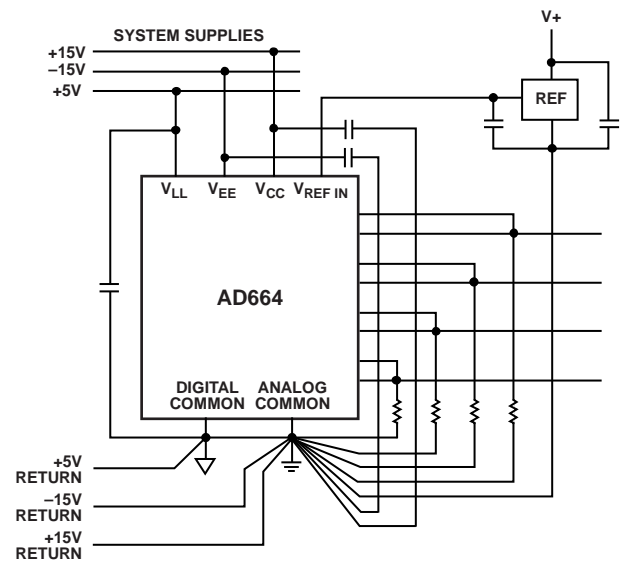 SYSTEM SUPPLIES
+15V
–15V
+5V
V+
REF
VLL
VEE
VCC
VREF IN
AD664
DIGITAL
COMMON
ANALOG
COMMON
+5V
RETURN
–15V
RETURN
+15V
RETURN